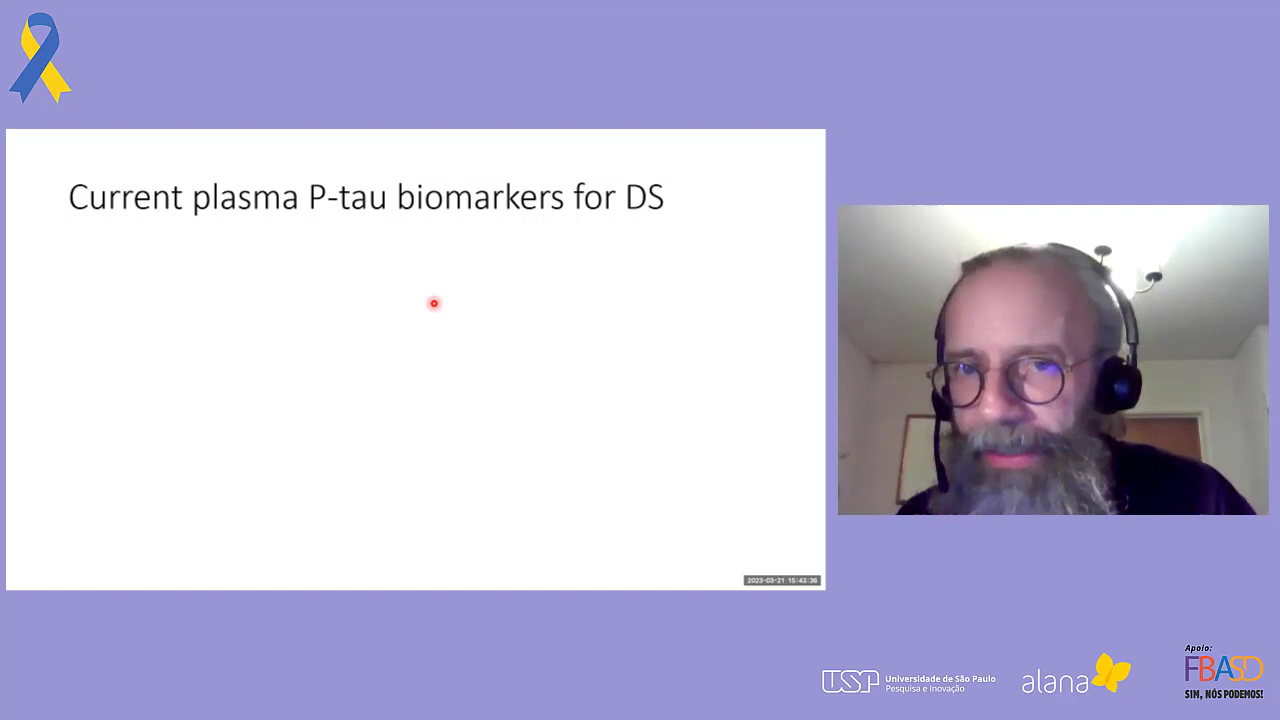 Current plasma P-tau biomarkers for DS
2023-03-21 15:43:36
USP
Universidade de São Paulo
Pesquisa e Inovação
alana
Apoio:
FBASD
SIM, NÓS PODEMOS!